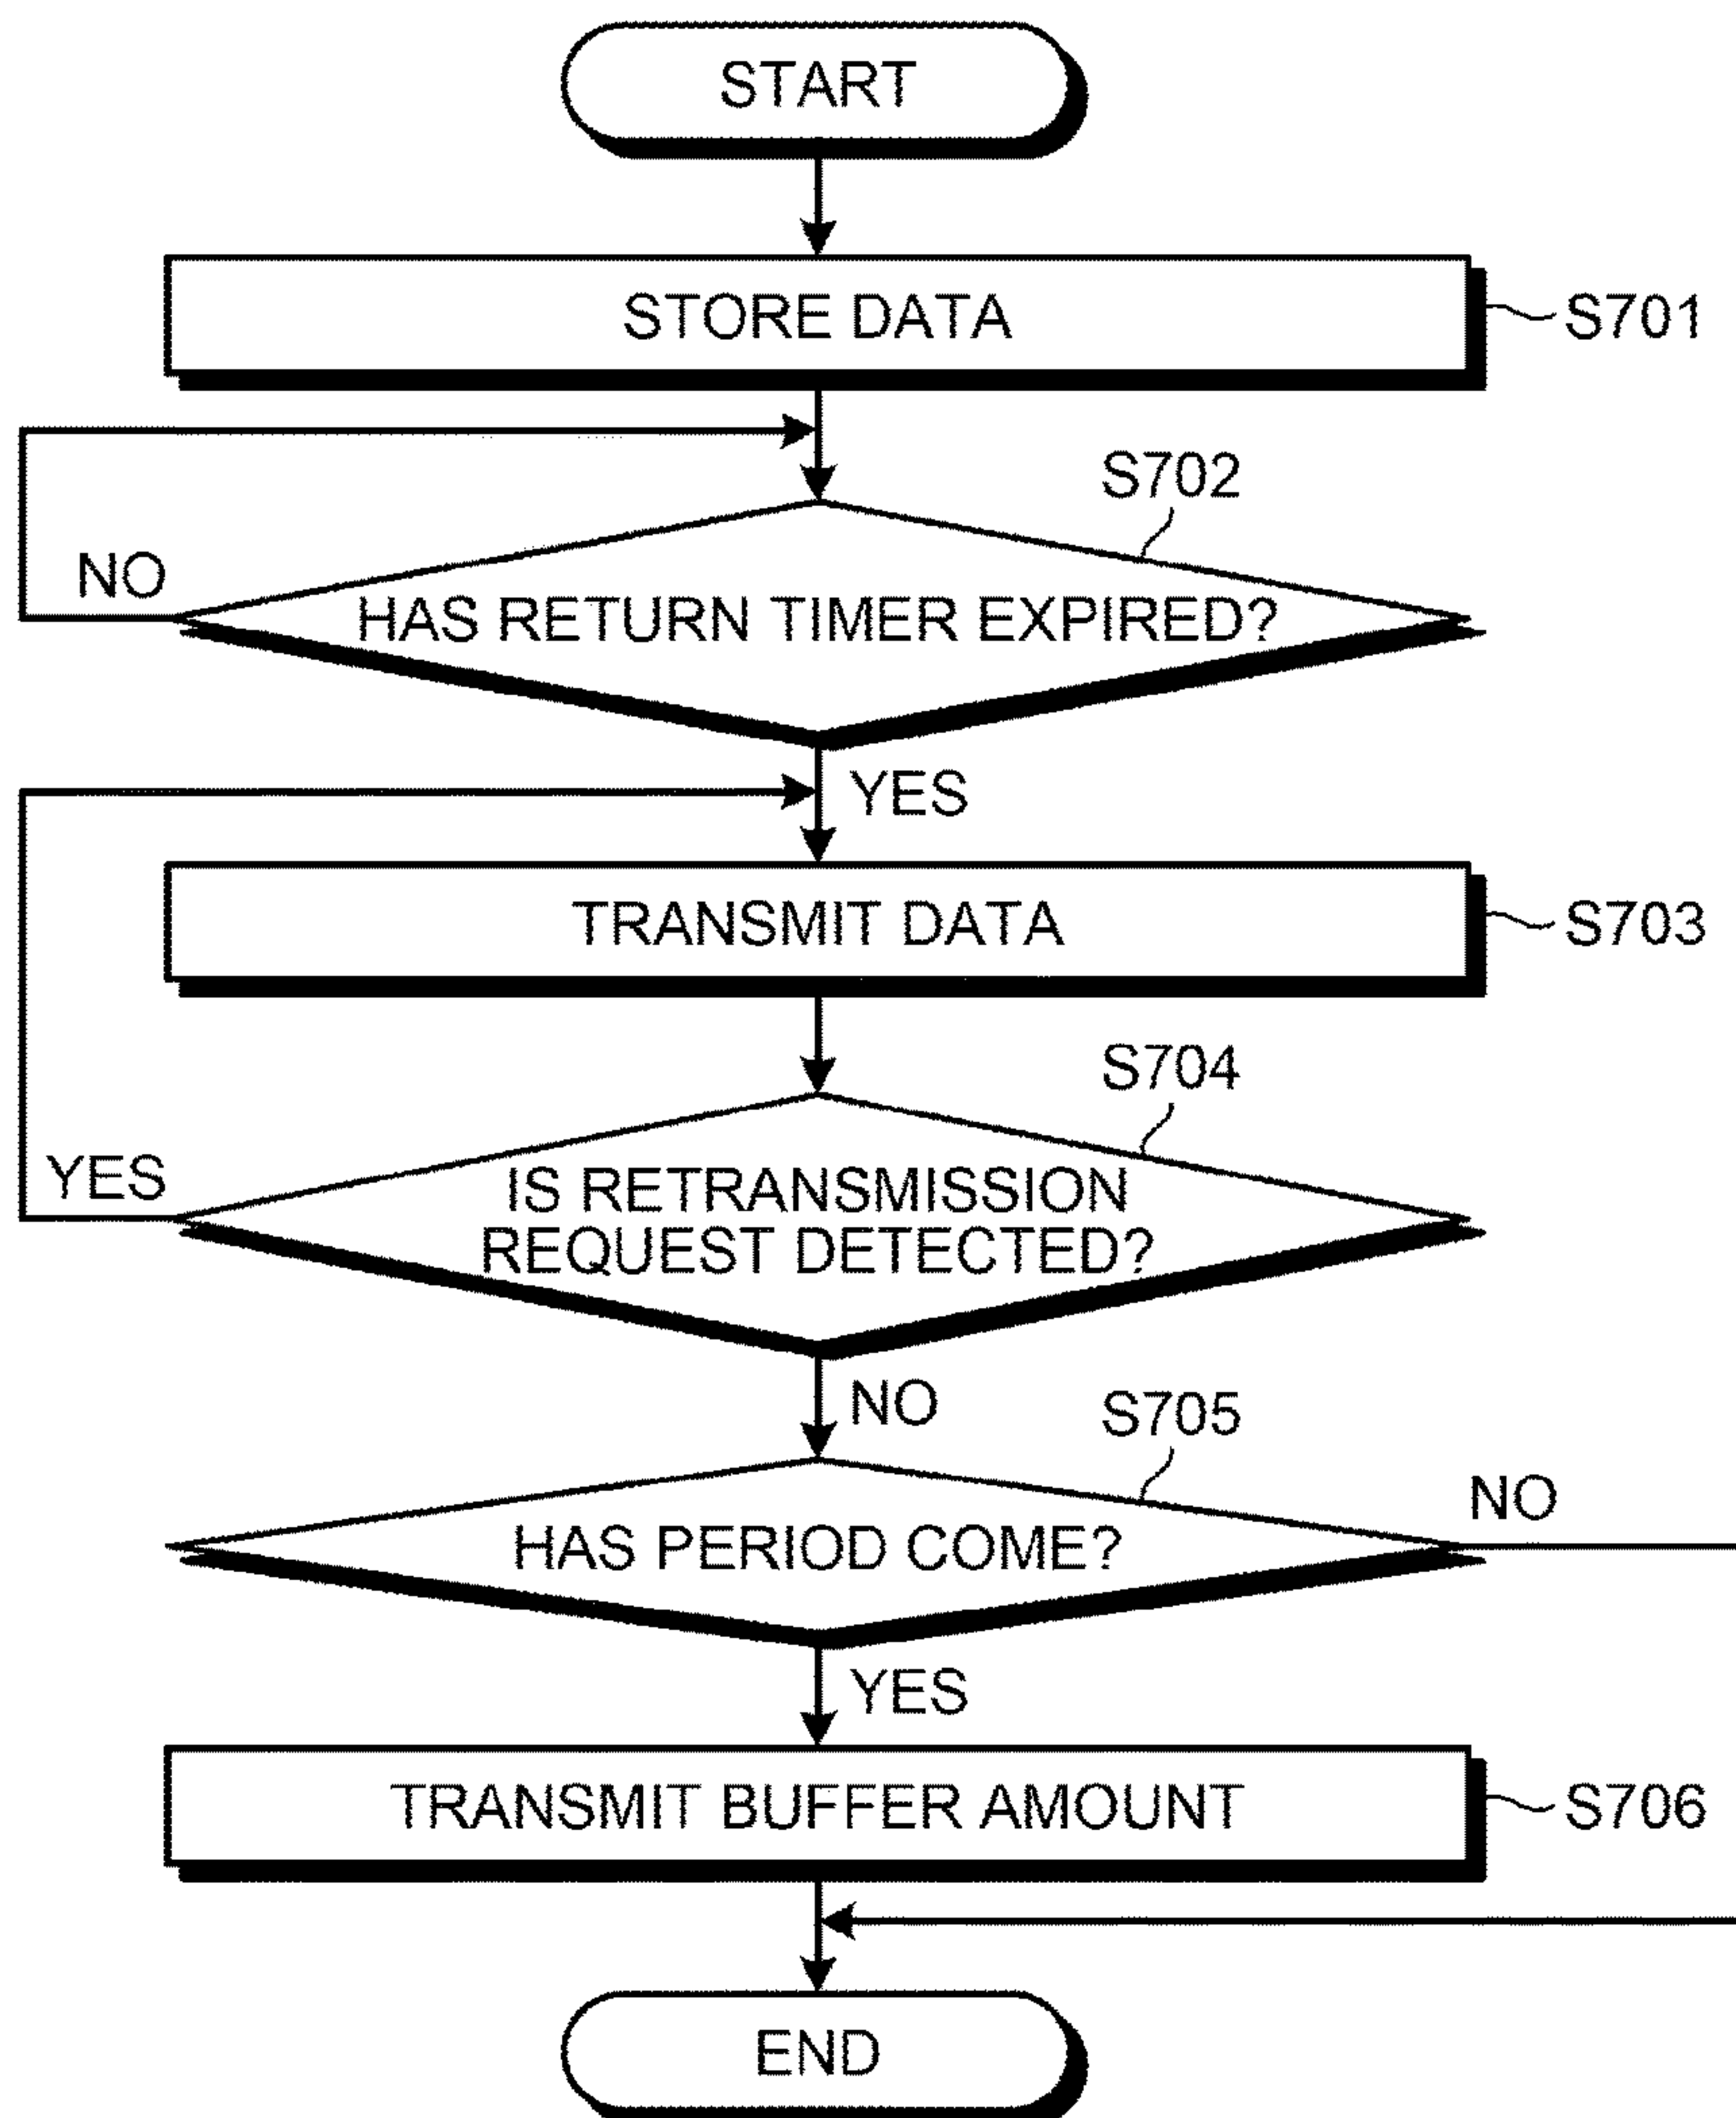 START
STORE DATA
S701
S702
NO
HAS RETURN TIMER EXPIRED?
YES
TRANSMIT DATA
S703
S704
YES
IS RETRANSMISSION
REQUEST DETECTED?
NO
S705
NO
HAS PERIOD COME?
YES
TRANSMIT BUFFER AMOUNT
S706
END